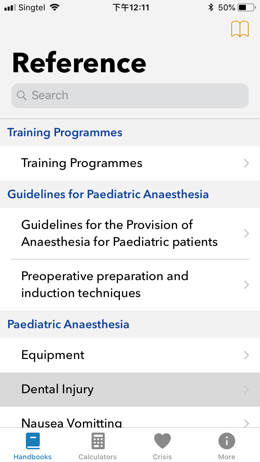 Singtel 下午12:11 50%
Reference
Search
Training Programmes
Training Programmes
Guidelines for Paediatric Anaesthesia
Guidelines for the Provision of
Anaesthesia for Paediatric patients
Preoperative preparation and
induction techniques
Paediatric Anaesthesia
Equipment
Dental Injury
Nausea Vomitting
Handbooks Calculators Crisis More